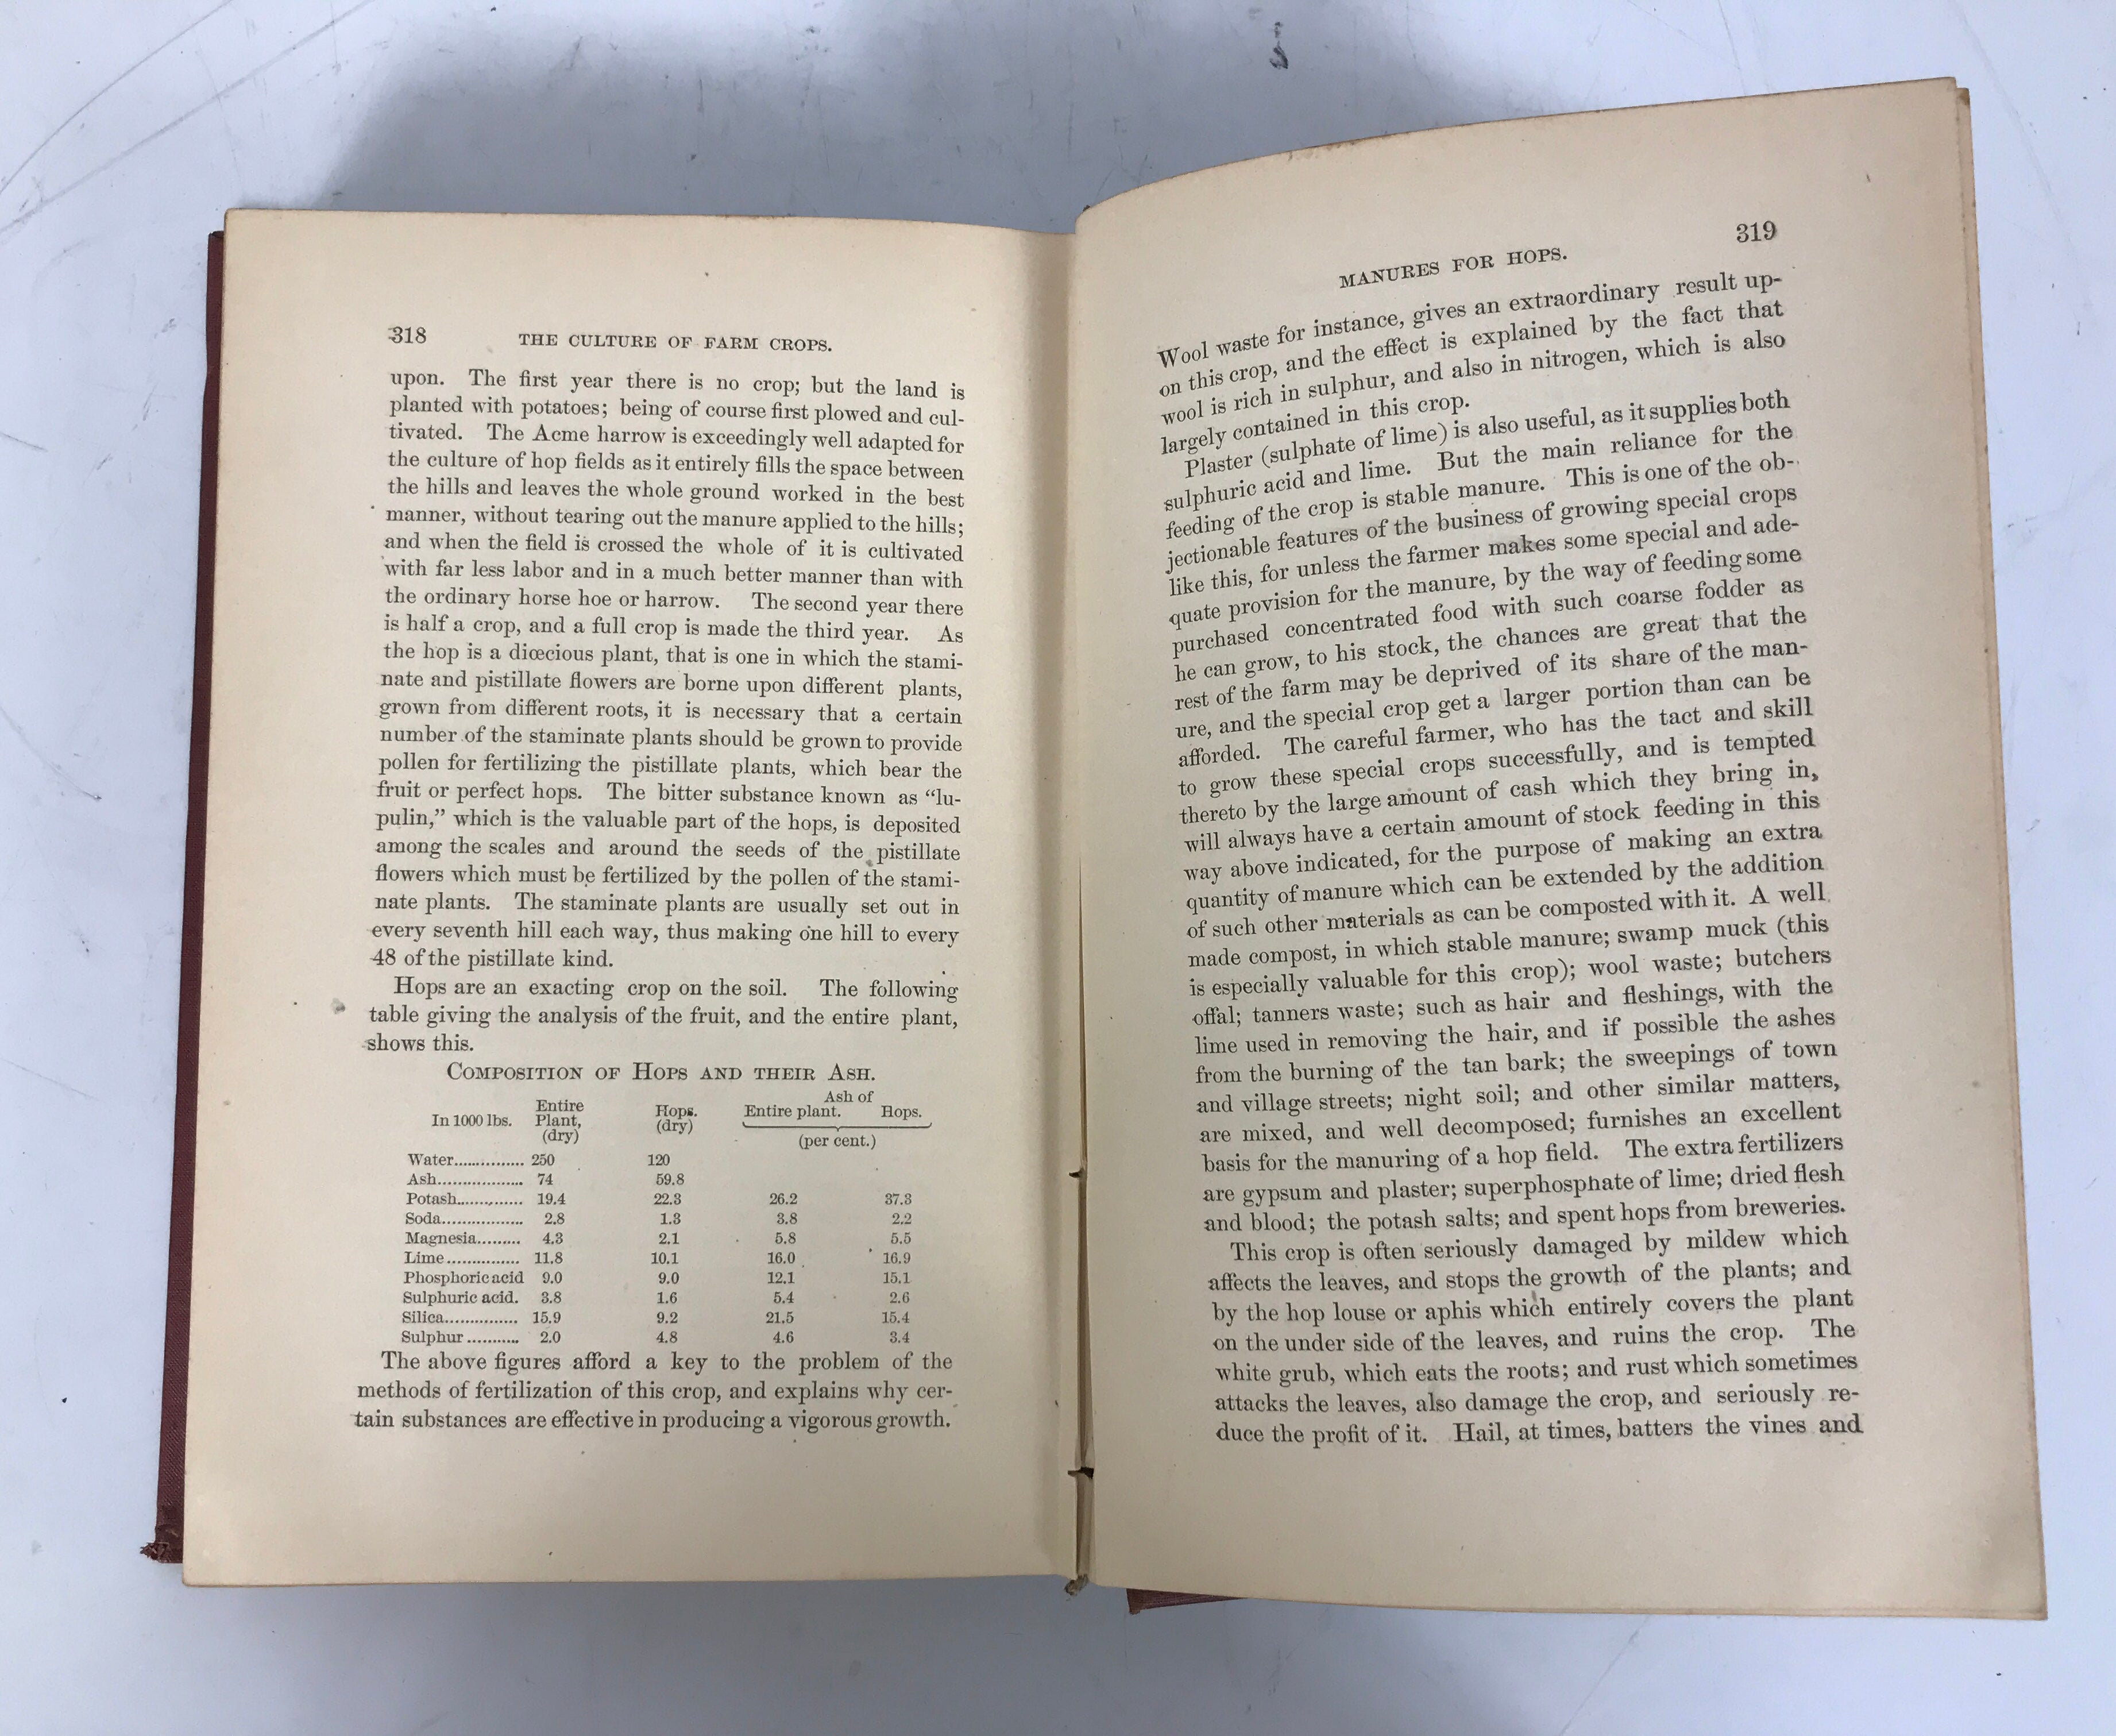 318 THE CULTURE OF FARM CROPS.
upon. The first year there is no crop; but the land is
planted with potatoes; being of course first plowed and cul-
tivated. The Acme harrow is exceedingly well adapted for
the culture of hop fields as it entirely fills the space between
the hills and leaves the whole ground worked in the best
manner, without tearing out the manure applied to the hills;
and when the field is crossed the whole of it is cultivated
with far less labor and in a much better manner than with
the ordinary horse hoe or harrow. The second year there
is half a crop, and a full crop is made the third year. As
the hop is a diœcious plant, that is one in which the stami-
nate and pistillate flowers are borne upon different plants,
grown from different roots, it is necessary that a certain
number of the staminate plants should be grown to provide
pollen for fertilizing the pistillate plants, which bear the
fruit or perfect hops. The bitter substance known as “lu-
pulin,” which is the valuable part of the hops, is deposited
among the scales and around the seeds of the pistillate
flowers which must be fertilized by the pollen of the stami-
nate plants. The staminate plants are usually set out in
every seventh hill each way, thus making one hill to every
48 of the pistillate kind.
Hops are an exacting crop on the soil. The following
table giving the analysis of the fruit, and the entire plant,
shows this.
COMPOSITION OF HOPS AND THEIR ASH.
In 1000 lbs. Entire Plant, (dry) Hops. (dry) Ash of Entire plant. Hops.
(per cent.)
Water.............. 250 120
Ash.................. 74 59.8
Potash.............. 19.4 22.3 26.2 37.3
Soda................. 2.8 1.3 3.8 2.2
Magnesia......... 4.3 2.1 5.8 5.5
Lime ............... 11.8 10.1 16.0 16.9
Phosphoric acid 9.0 9.0 12.1 15.1
Sulphuric acid. 3.8 1.6 5.4 2.6
Silica............... 15.9 9.2 21.5 15.4
Sulphur ........... 2.0 4.8 4.6 3.4
The above figures afford a key to the problem of the
methods of fertilization of this crop, and explains why cer-
tain substances are effective in producing a vigorous growth.
MANURES FOR HOPS. 319
Wool waste for instance, gives an extraordinary result up-
on this crop, and the effect is explained by the fact that
wool is rich in sulphur, and also in nitrogen, which is also
largely contained in this crop.
Plaster (sulphate of lime) is also useful, as it supplies both
sulphuric acid and lime. But the main reliance for the
feeding of the crop is stable manure. This is one of the ob-
jectionable features of the business of growing special crops
like this, for unless the farmer makes some special and ade-
quate provision for the manure, by the way of feeding some
purchased concentrated food with such coarse fodder as
he can grow, to his stock, the chances are great that the
rest of the farm may be deprived of its share of the man-
ure, and the special crop get a larger portion than can be
afforded. The careful farmer, who has the tact and skill
to grow these special crops successfully, and is tempted
thereto by the large amount of cash which they bring in,
will always have a certain amount of stock feeding in this
way above indicated, for the purpose of making an extra
quantity of manure which can be extended by the addition
of such other materials as can be composted with it. A well
made compost, in which stable manure; swamp muck (this
is especially valuable for this crop); wool waste; butchers
offal; tanners waste; such as hair and fleshings, with the
lime used in removing the hair, and if possible the ashes
from the burning of the tan bark; the sweepings of town
and village streets; night soil; and other similar matters,
are mixed, and well decomposed; furnishes an excellent
basis for the manuring of a hop field. The extra fertilizers
are gypsum and plaster; superphosphate of lime; dried flesh
and blood; the potash salts; and spent hops from breweries.
This crop is often seriously damaged by mildew which
affects the leaves, and stops the growth of the plants; and
by the hop louse or aphis which entirely covers the plant
on the under side of the leaves, and ruins the crop. The
white grub, which eats the roots; and rust which sometimes
attacks the leaves, also damage the crop, and seriously re-
duce the profit of it. Hail, at times, batters the vines and